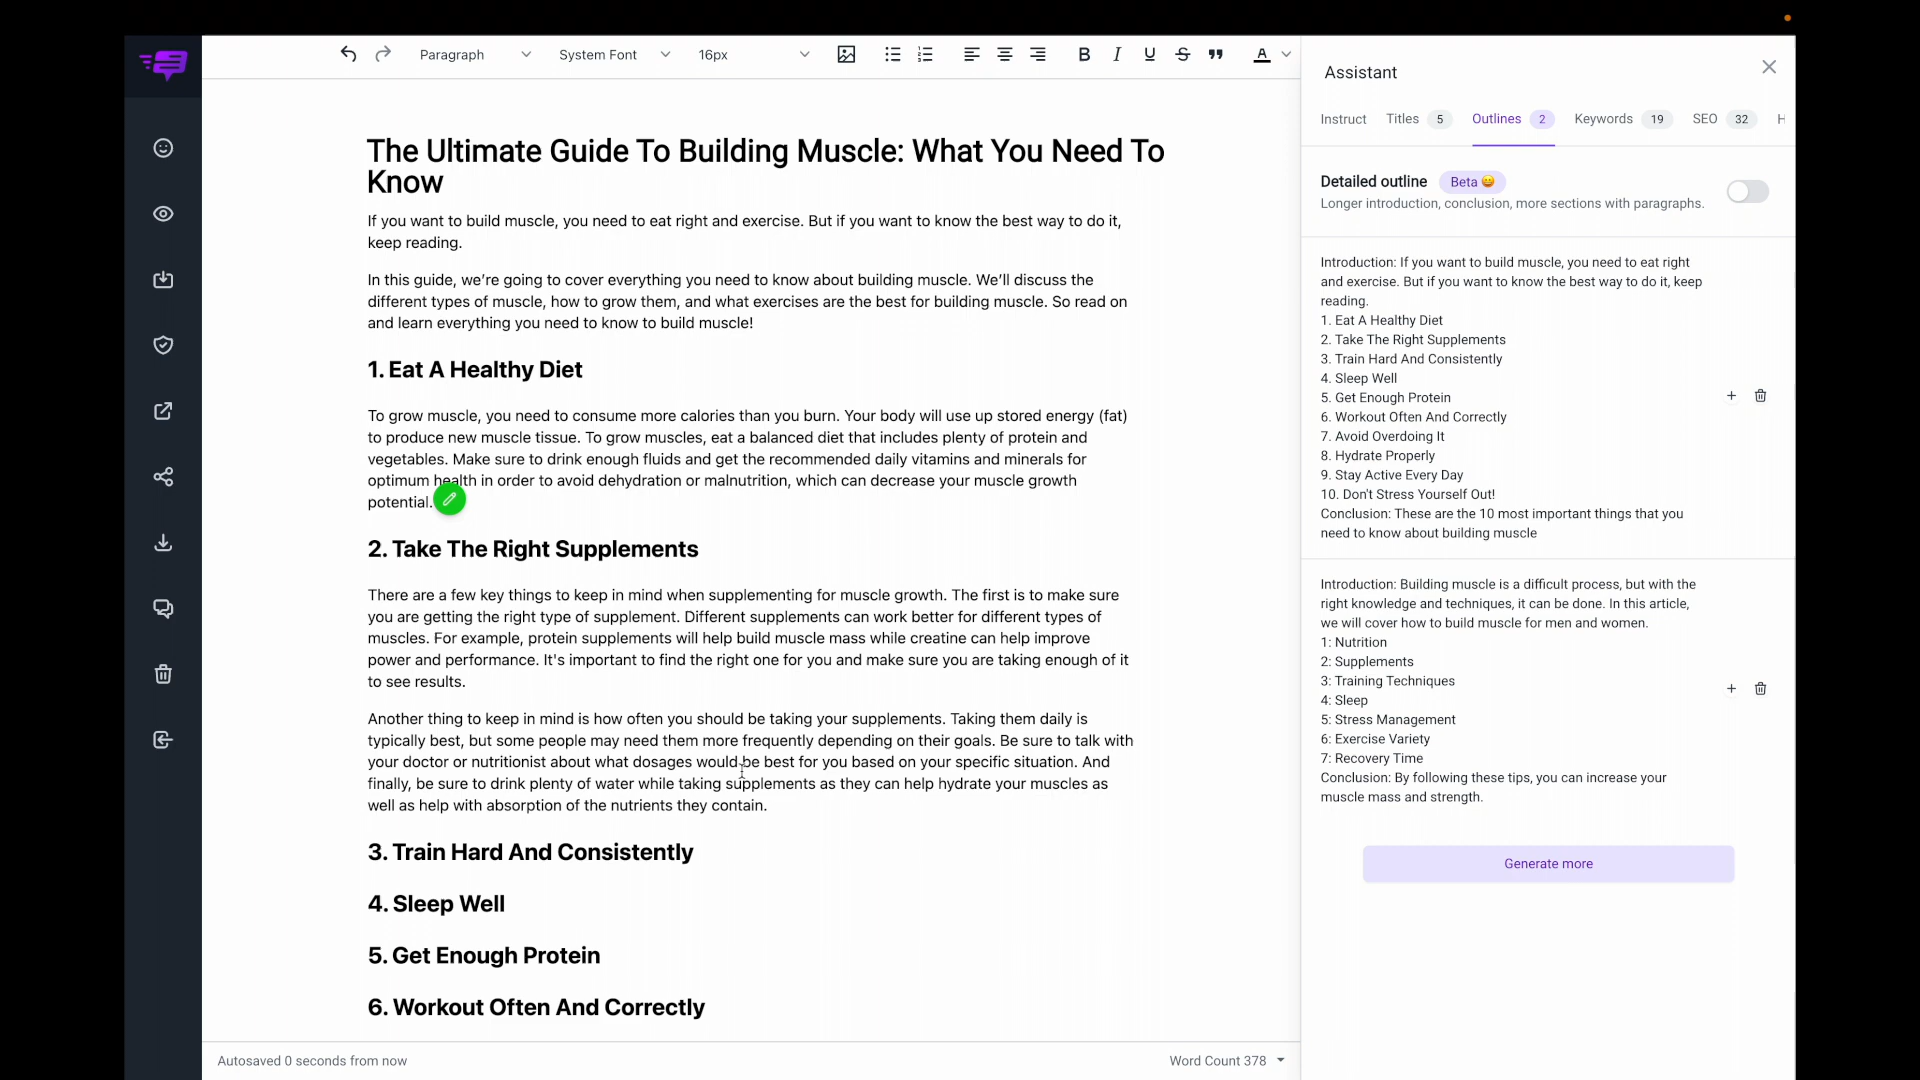 Paragraph
System Font
16px
The Ultimate Guide To Building Muscle: What You Need To
Know
If you want to build muscle, you need to eat right and exercise. But if you want to know the best way to do it,
keep reading.
In this guide, we’re going to cover everything you need to know about building muscle. We’ll discuss the
different types of muscle, how to grow them, and what exercises are the best for building muscle. So read on
and learn everything you need to know to build muscle!
1. Eat A Healthy Diet
To grow muscle, you need to consume more calories than you burn. Your body will use up stored energy (fat)
to produce new muscle tissue. To grow muscles, eat a balanced diet that includes plenty of protein and
vegetables. Make sure to drink enough fluids and get the recommended daily vitamins and minerals for
optimum health in order to avoid dehydration or malnutrition, which can decrease your muscle growth
potential.
2. Take The Right Supplements
There are a few key things to keep in mind when supplementing for muscle growth. The first is to make sure
you are getting the right type of supplement. Different supplements can work better for different types of
muscles. For example, protein supplements will help build muscle mass while creatine can help improve
power and performance. It's important to find the right one for you and make sure you are taking enough of it
to see results.
Another thing to keep in mind is how often you should be taking your supplements. Taking them daily is
typically best, but some people may need them more frequently depending on their goals. Be sure to talk with
your doctor or nutritionist about what dosages would be best for you based on your specific situation. And
finally, be sure to drink plenty of water while taking supplements as they can help hydrate your muscles as
well as help with absorption of the nutrients they contain.
3. Train Hard And Consistently
4. Sleep Well
5. Get Enough Protein
6. Workout Often And Correctly
Autosaved 0 seconds from now
Word Count 378
Assistant
Instruct Titles 5 Outlines 2 Keywords 19 SEO 32 H
Detailed outline Beta
Longer introduction, conclusion, more sections with paragraphs.
Introduction: If you want to build muscle, you need to eat right
and exercise. But if you want to know the best way to do it, keep
reading.
1. Eat A Healthy Diet
2. Take The Right Supplements
3. Train Hard And Consistently
4. Sleep Well
5. Get Enough Protein
6. Workout Often And Correctly
7. Avoid Overdoing It
8. Hydrate Properly
9. Stay Active Every Day
10. Don't Stress Yourself Out!
Conclusion: These are the 10 most important things that you
need to know about building muscle
Introduction: Building muscle is a difficult process, but with the
right knowledge and techniques, it can be done. In this article,
we will cover how to build muscle for men and women.
1: Nutrition
2: Supplements
3: Training Techniques
4: Sleep
5: Stress Management
6: Exercise Variety
7: Recovery Time
Conclusion: By following these tips, you can increase your
muscle mass and strength.
Generate more